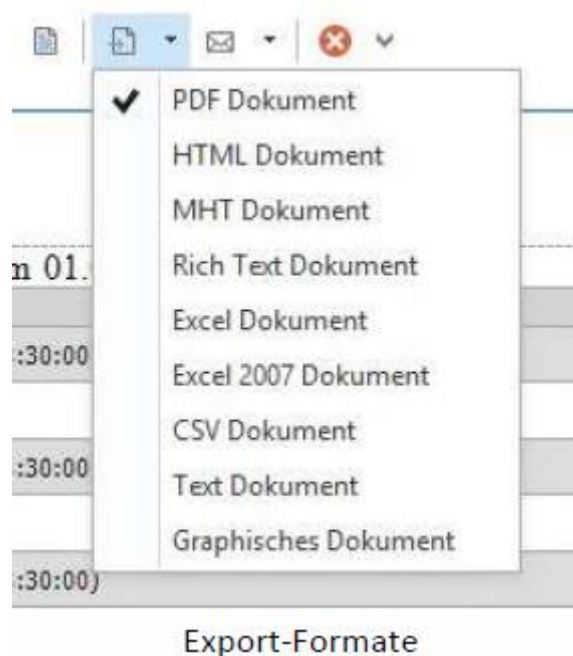 PDF Dokument
HTML Dokument
MHT Dokument
m 01.
Rich Text Dokument
Excel Dokument
:30:00
Excel 2007 Dokument
CSV Dokument
:30:00
Text Dokument
Graphisches Dokument
:30:00)
Export-Formate